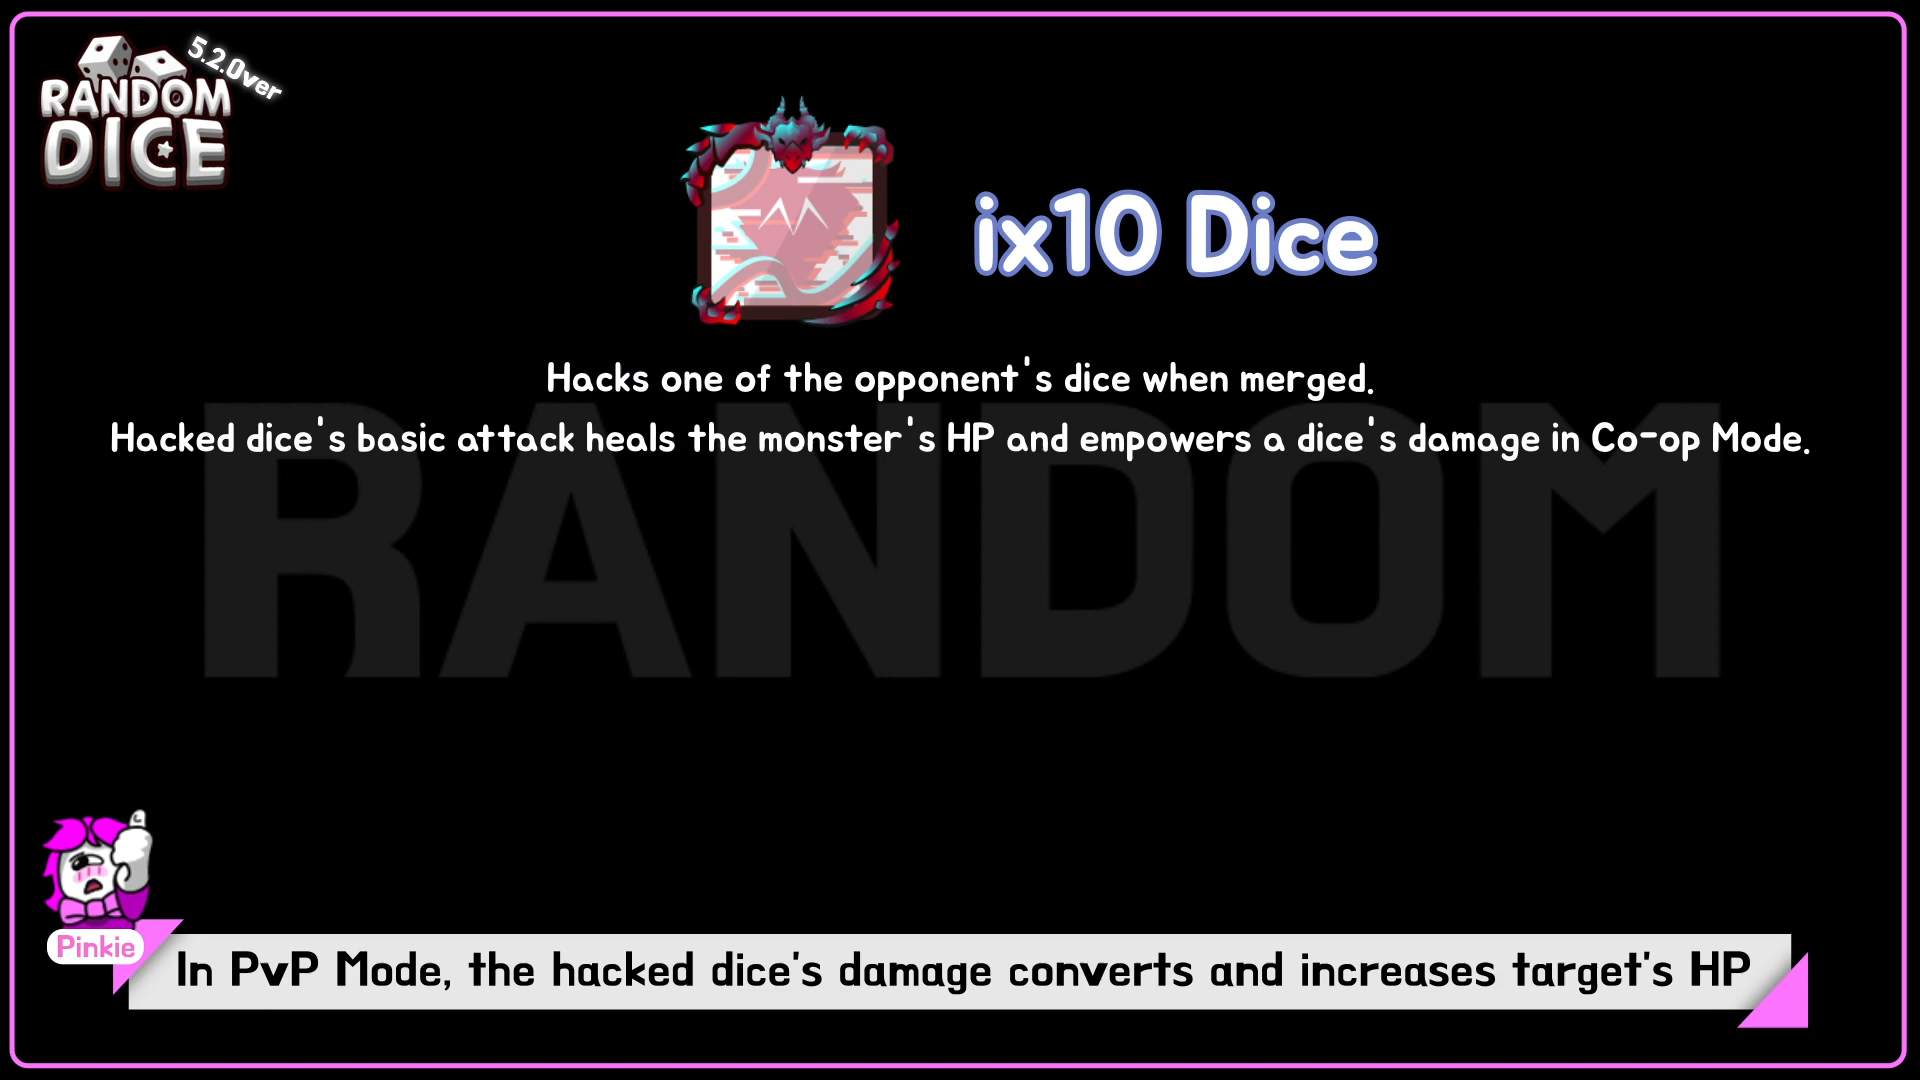 5.2.0ver
RANDOM
DICE
ix10 Dice
Hacks one of the opponent's dice when merged.
Hacked dice's basic attack heals the monster's HP and empowers a dice's damage in Co-op Mode.
RANDOM
Pinkie
In PvP Mode, the hacked dice's damage converts and increases target's HP